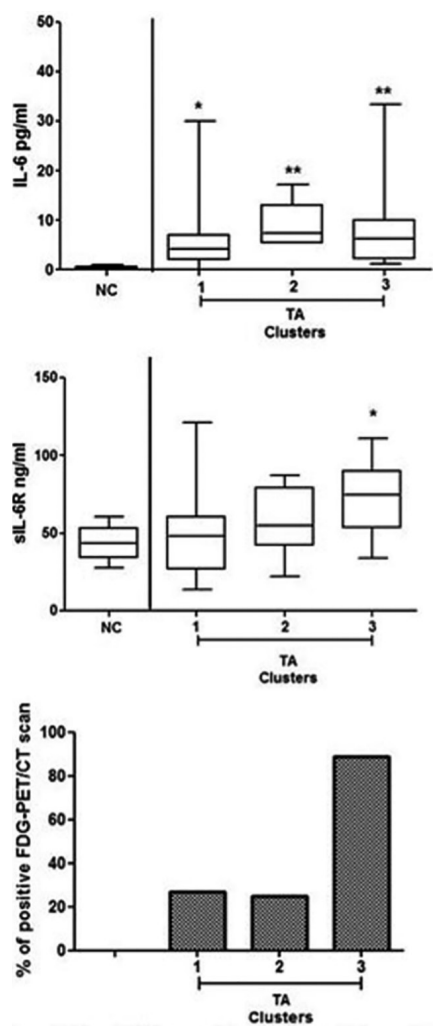 IL-6 pg/ml
50
40
30
20
10
0
*
**
**
NC
1
2
3
TA
Clusters
sIL-6R ng/ml
150
100
50
0
*
NC
1
2
3
TA
Clusters
% of positive FDG-PET/CT scan
100
80
60
40
20
0
1
2
3
TA
Clusters